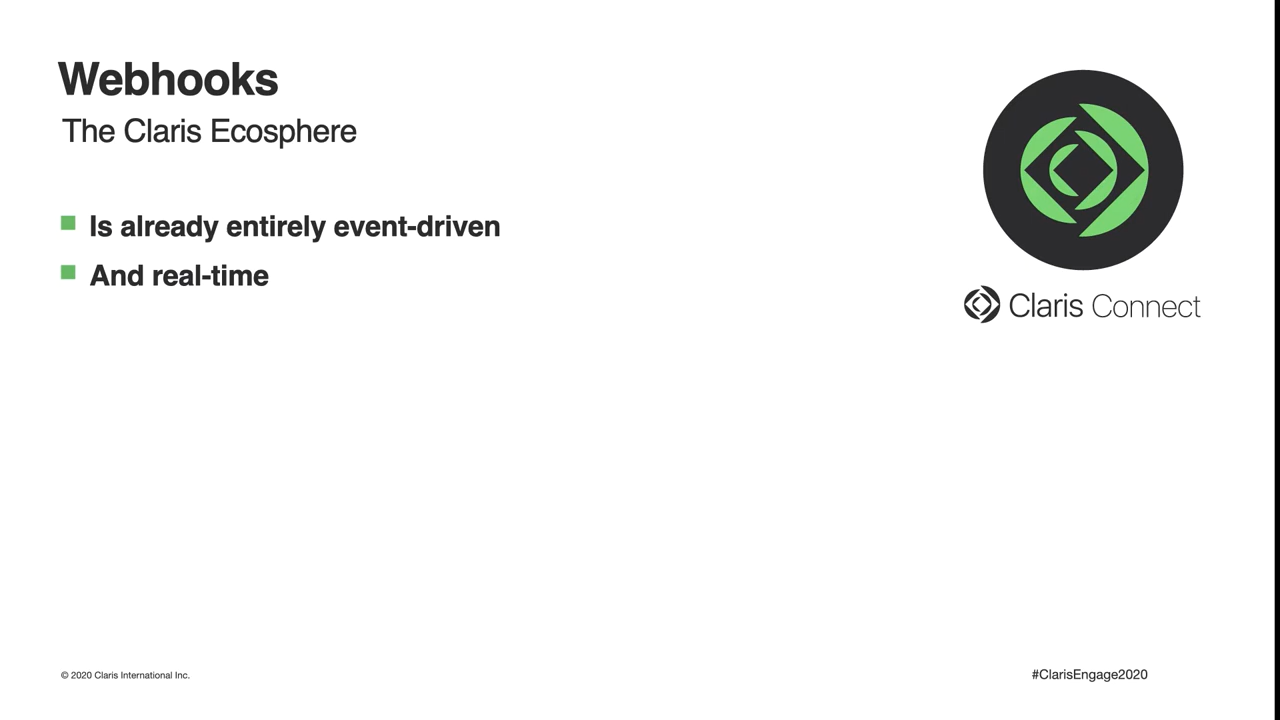 Webhooks
The Claris Ecosphere
Is already entirely event-driven
And real-time
Claris Connect
© 2020 Claris International Inc.
#ClarisEngage2020